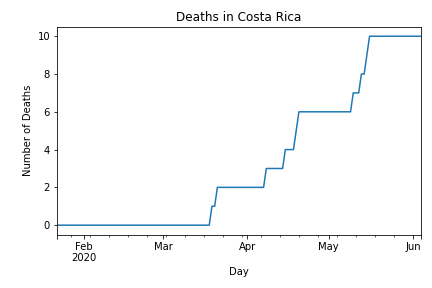 Deaths in Costa Rica
Number of Deaths
10
8
6
4
2
0
Feb
2020
Mar
Apr
May
Jun
Day